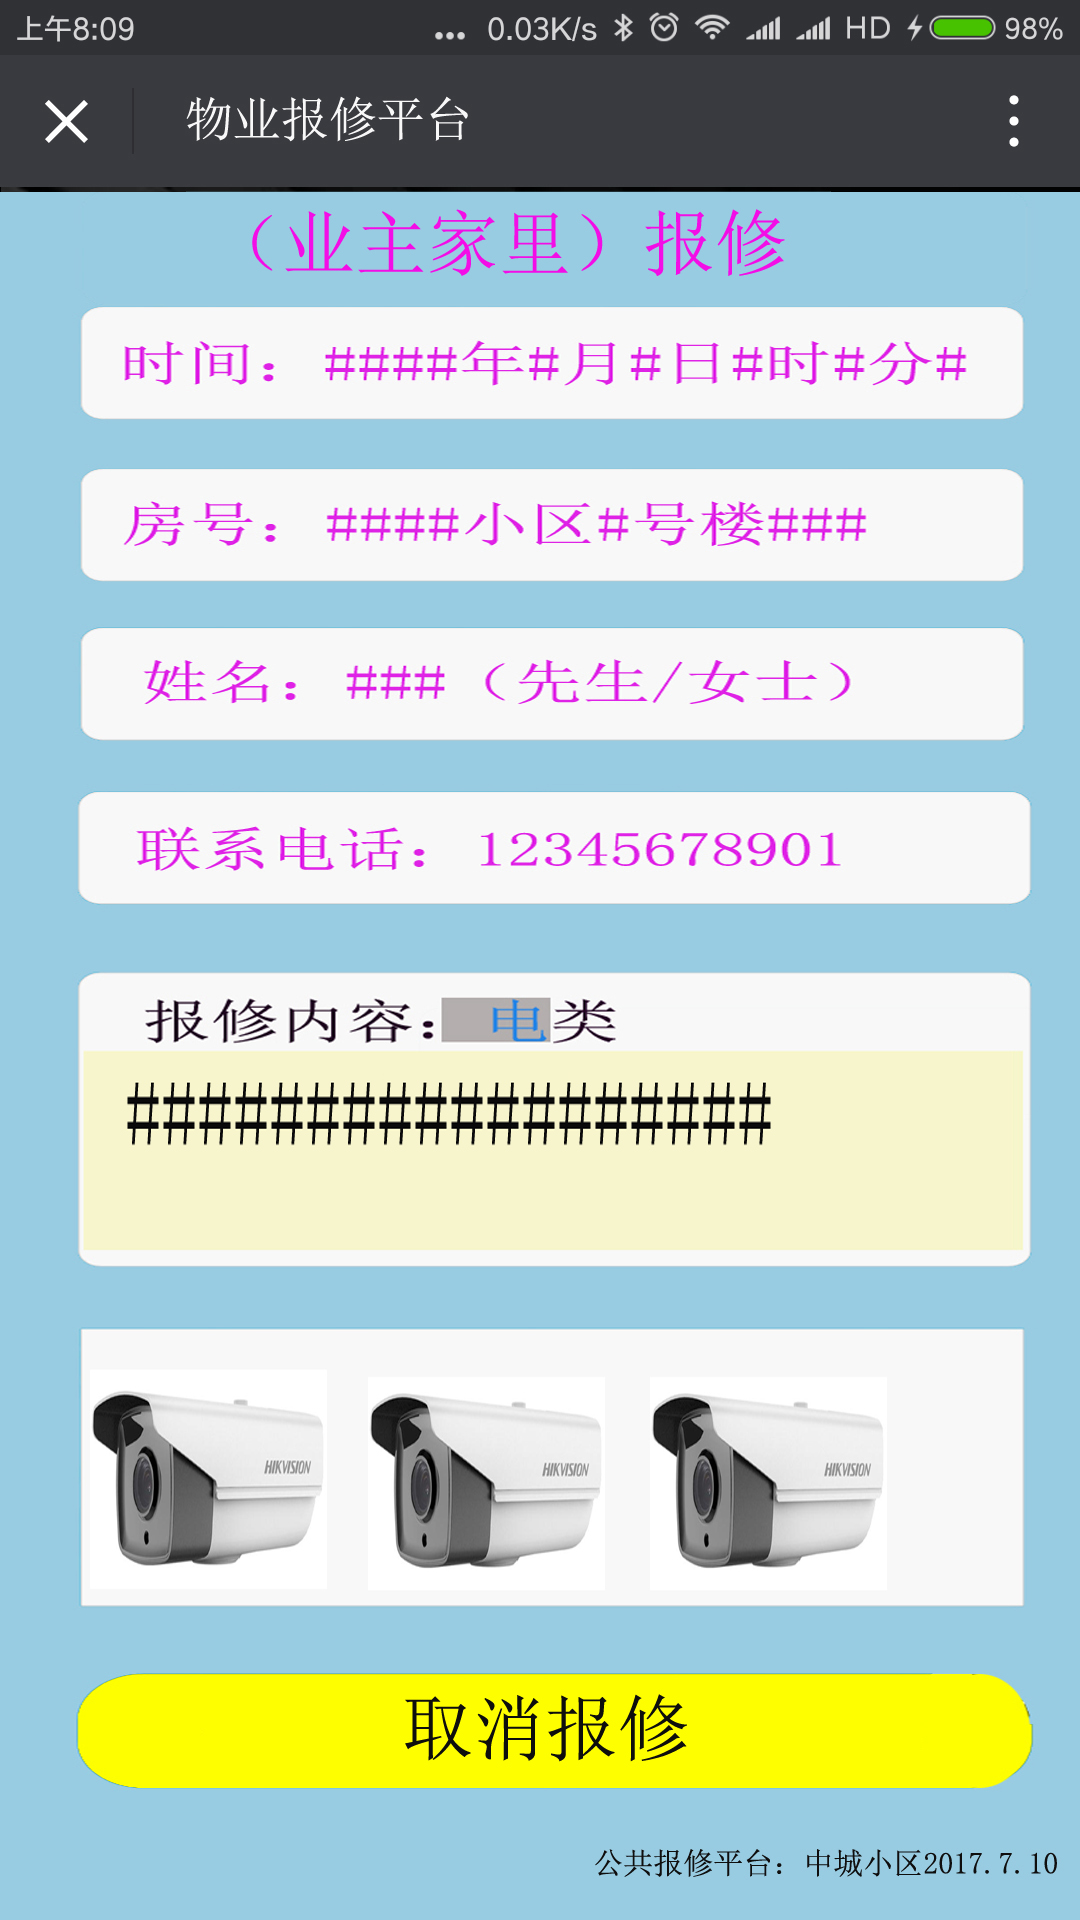 上午8:09 ... 0.03K/s HD 98%
物业报修平台
（业主家里）报修
时间：####年#月#日#时#分#
房号：####小区#号楼###
姓名：###（先生/女士）
联系电话：12345678901
报修内容：电类
##################
HIKVISION HIKVISION HIKVISION
取消报修
公共报修平台：中城小区2017.7.10